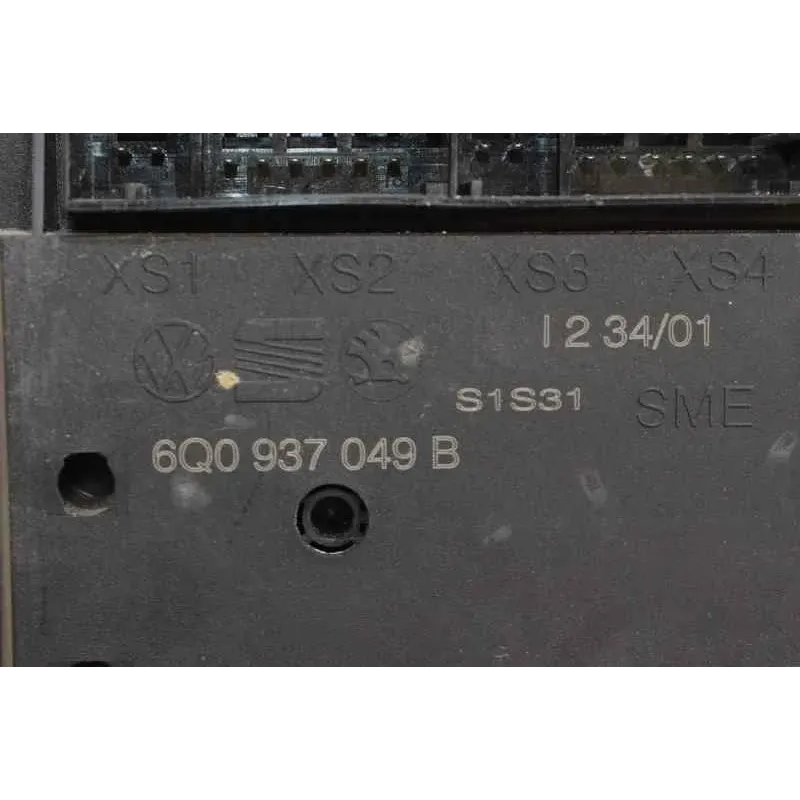 XS1 XS2 XS3 XS4
I 2 34/01
S1S31 SME
6Q0 937 049 B